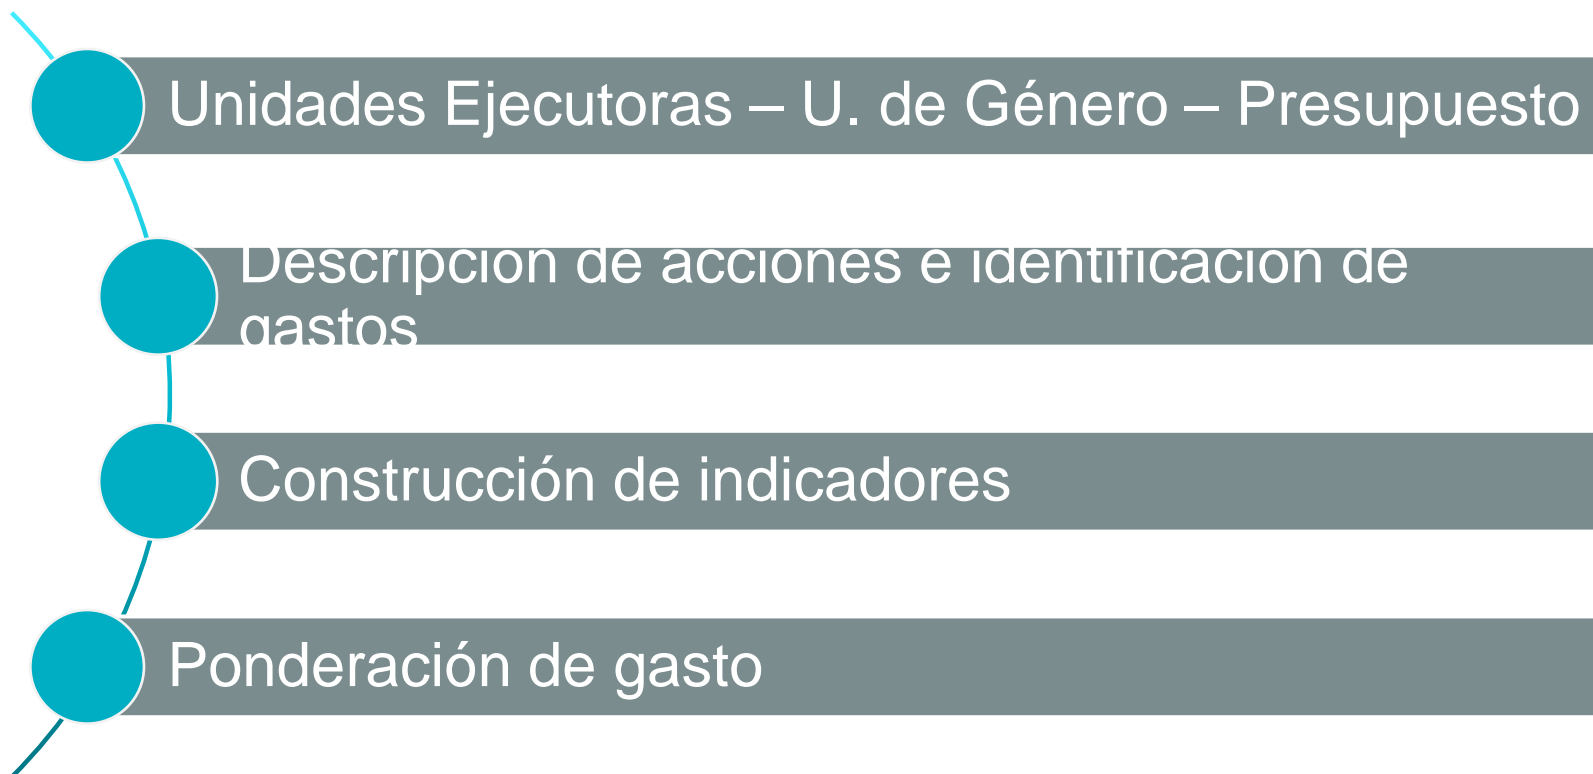 Unidades Ejecutoras – U. de Género – Presupuesto
Descripción de acciones e identificación de
gastos
Construcción de indicadores
Ponderación de gasto